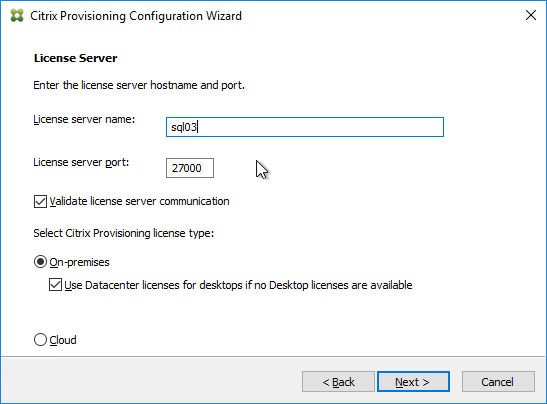 Citrix Provisioning Configuration Wizard
License Server
Enter the license server hostname and port.
License server name: sql03
License server port: 27000
Validate license server communication
Select Citrix Provisioning license type:
On-premises
Use Datacenter licenses for desktops if no Desktop licenses are available
Cloud
< Back Next > Cancel